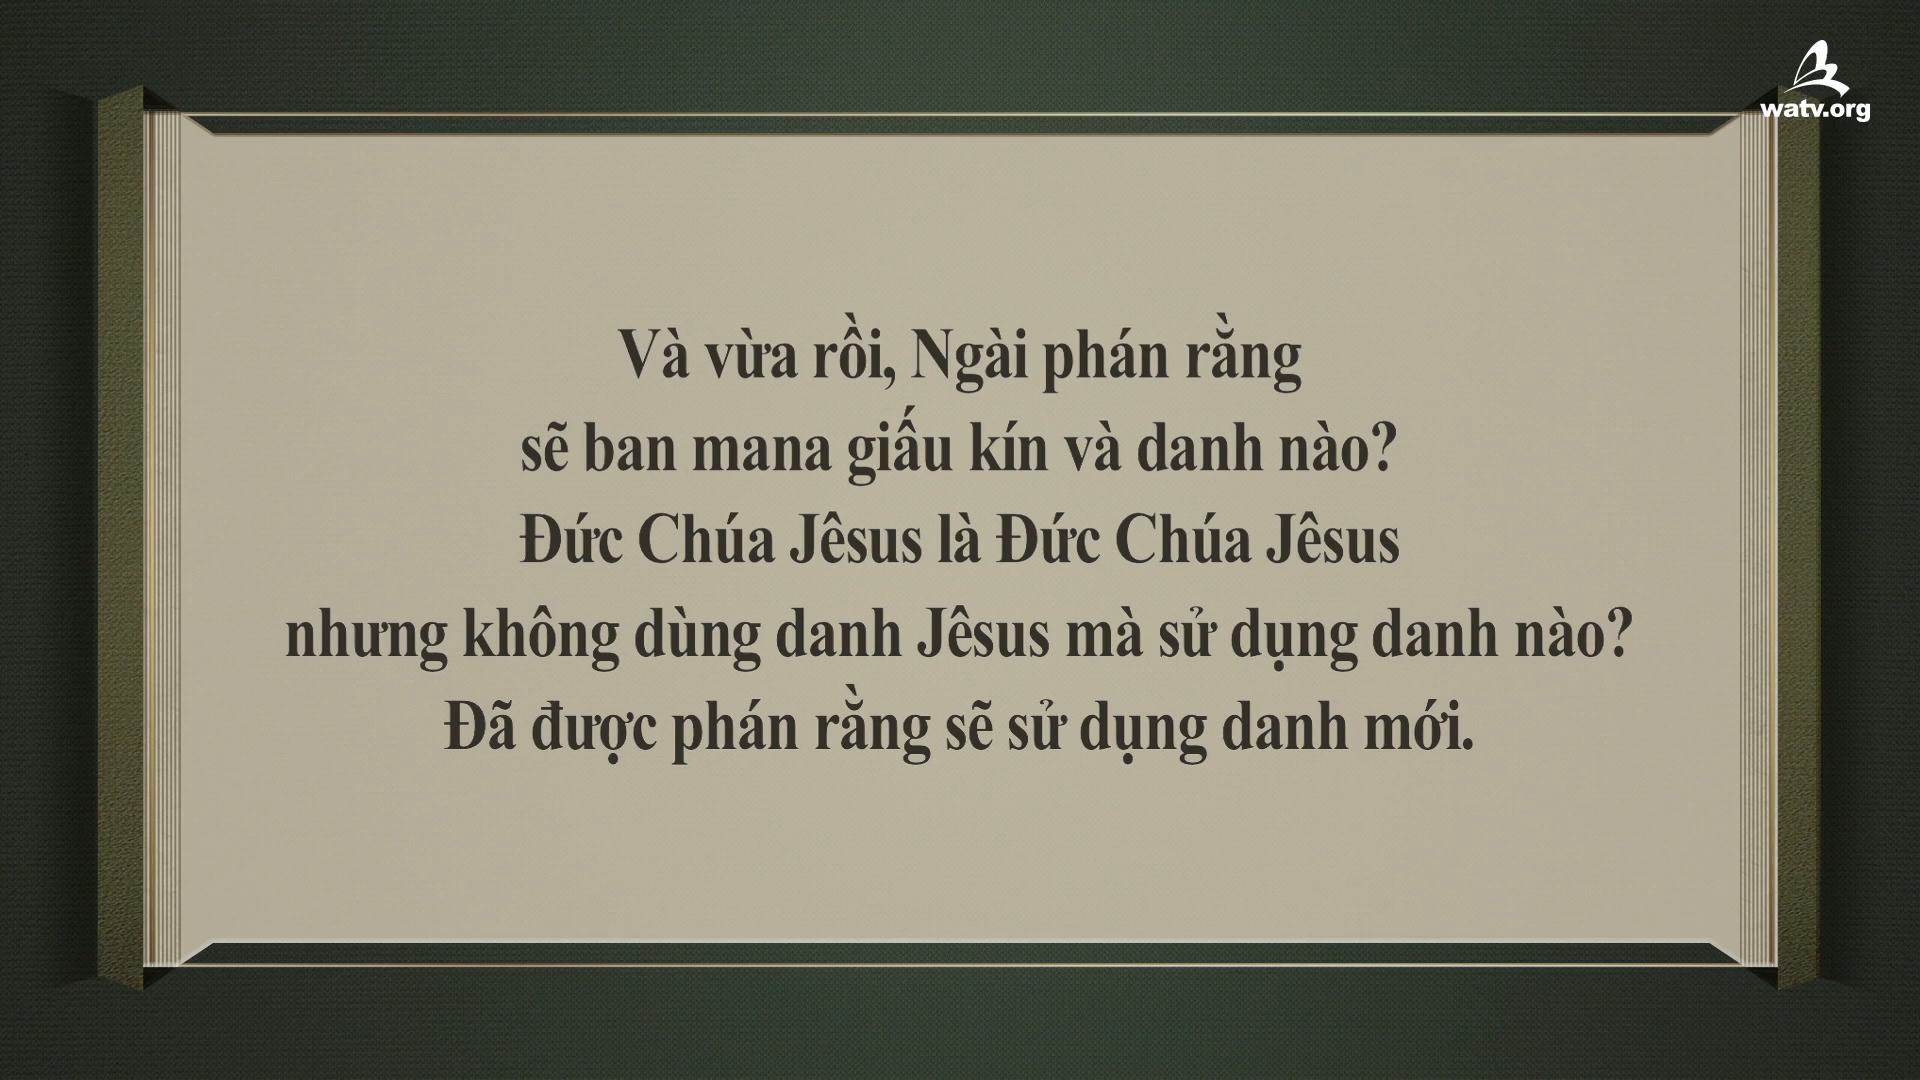 watv.org
Và vừa rồi, Ngài phán rằng
sẽ ban mana giấu kín và danh nào?
Đức Chúa Jêsus là Đức Chúa Jêsus
nhưng không dùng danh Jêsus mà sử dụng danh nào?
Đã được phán rằng sẽ sử dụng danh mới.